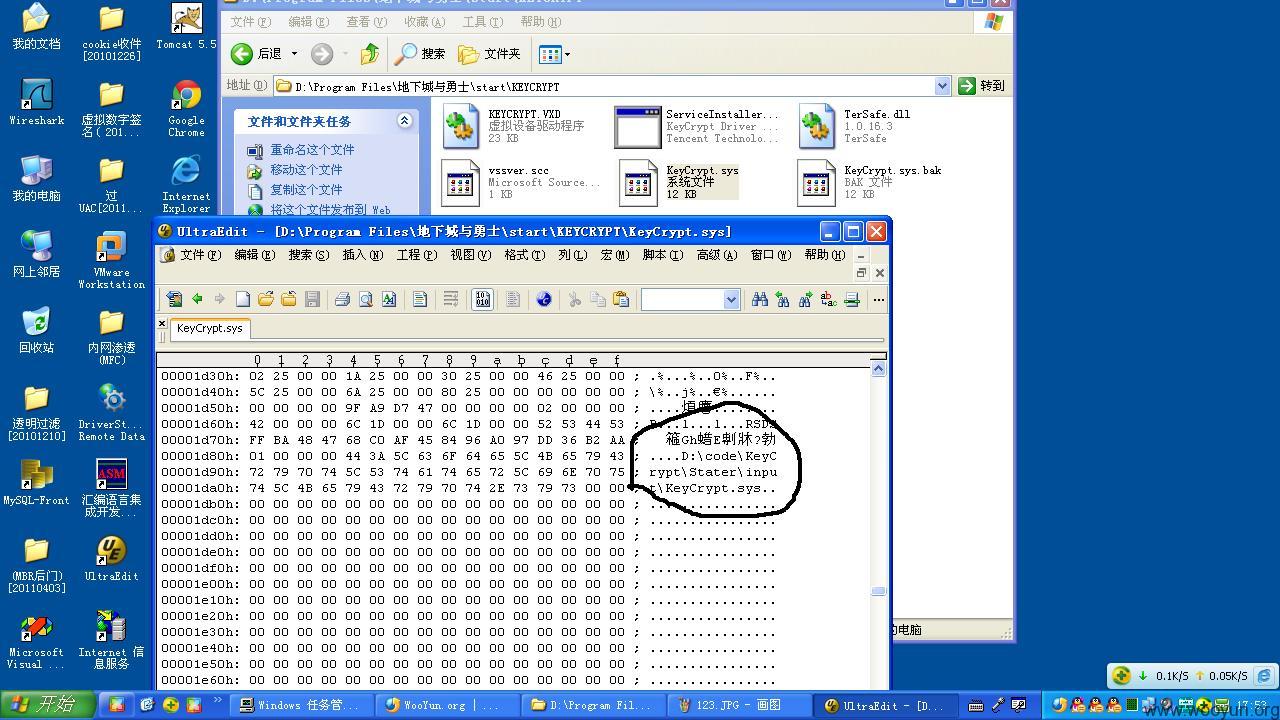 D:\Program Files\地下城与勇士\start\KEYCRYPT
文件(F) 编辑(E) 查看(V) 收藏(A) 工具(T) 帮助(H)
后退 搜索 文件夹
地址(D) D:\Program Files\地下城与勇士\start\KEYCRYPT 转到
文件和文件夹任务
重命名这个文件
移动这个文件
复制这个文件
将这个文件发布到 Web
KEYCRYPT.VXD
虚拟设备驱动程序
23 KB
ServiceInstaller...
KeyCrypt Driver ...
Tencent Technolo...
TerSafe.dll
1.0.16.3
TerSafe
vssver.scc
Microsoft Source...
1 KB
KeyCrypt.sys
系统文件
12 KB
KeyCrypt.sys.bak
BAK 文件
12 KB
我的文档
cookie收件
[20101226]
Tomcat 5.5
Wireshark
虚拟数字签
名（201...
Google
Chrome
我的电脑
过
UAC[2011...
Internet
Explorer
网上邻居
VMware
Workstation
回收站
内网渗透
(MFC)
透明过滤
[20101210]
DriverSt...
Remote Data
MySQL-Front
汇编语言集
成开发...
(MBR后门)
[20110403]
UltraEdit
Microsoft
Visual ...
Internet 信
息服务
UltraEdit - [D:\Program Files\地下城与勇士\start\KEYCRYPT\KeyCrypt.sys]
文件(F) 编辑(E) 搜索(S) 插入(N) 工程(P) 视图(V) 格式(T) 列(L) 宏(M) 脚本(I) 高级(A) 窗口(W) 帮助(H)
KeyCrypt.sys
0 1 2 3 4 5 6 7 8 9 a b c d e f
00001d30h: 02 25 00 00 1A 25 00 00 30 25 00 00 46 25 00 00 ; .%...%..0%..F%..
00001d40h: 5C 25 00 00 6A 25 00 00 80 25 00 00 00 00 00 00 ; \%..j%..€%......
00001d50h: 00 00 00 00 9F A9 D7 47 00 00 00 00 02 00 00 00 ;
00001d60h: 42 00 00 00 6C 1D 00 00 6C 1D 00 00 52 53 44 53 ; B...l...l...RSDS
00001d70h: FF BA 48 47 68 C0 AF 45 84 96 A0 97 DD 36 B2 AA ;
00001d80h: 01 00 00 00 44 3A 5C 63 6F 64 65 5C 4B 65 79 43 ; ....D:\code\KeyC
00001d90h: 72 79 70 74 5C 53 74 61 74 65 72 5C 69 6E 70 75 ; rypt\Stater\inpu
00001da0h: 74 5C 4B 65 79 43 72 79 70 74 2E 73 79 73 00 00 ; t\KeyCrypt.sys..
00001db0h: 00 00 00 00 00 00 00 00 00 00 00 00 00 00 00 00 ; ................
00001dc0h: 00 00 00 00 00 00 00 00 00 00 00 00 00 00 00 00 ; ................
00001dd0h: 00 00 00 00 00 00 00 00 00 00 00 00 00 00 00 00 ; ................
00001de0h: 00 00 00 00 00 00 00 00 00 00 00 00 00 00 00 00 ; ................
00001df0h: 00 00 00 00 00 00 00 00 00 00 00 00 00 00 00 00 ; ................
00001e00h: 00 00 00 00 00 00 00 00 00 00 00 00 00 00 00 00 ; ................
00001e10h: 00 00 00 00 00 00 00 00 00 00 00 00 00 00 00 00 ; ................
00001e20h: 00 00 00 00 00 00 00 00 00 00 00 00 00 00 00 00 ; ................
00001e30h: 00 00 00 00 00 00 00 00 00 00 00 00 00 00 00 00 ; ................
00001e40h: 00 00 00 00 00 00 00 00 00 00 00 00 00 00 00 00 ; ................
00001e50h: 00 00 00 00 00 00 00 00 00 00 00 00 00 00 00 00 ; ................
00001e60h: 00 00 00 00 00 00 00 00 00 00 00 00 00 00 00 00 ; ................
的电脑
0.1K/S 0.05K/S
开始 WooYun.org | ... D:\Program Fil... 123.JPG - 画图 UltraEdit - [D... 17:53
www.wooyun.org